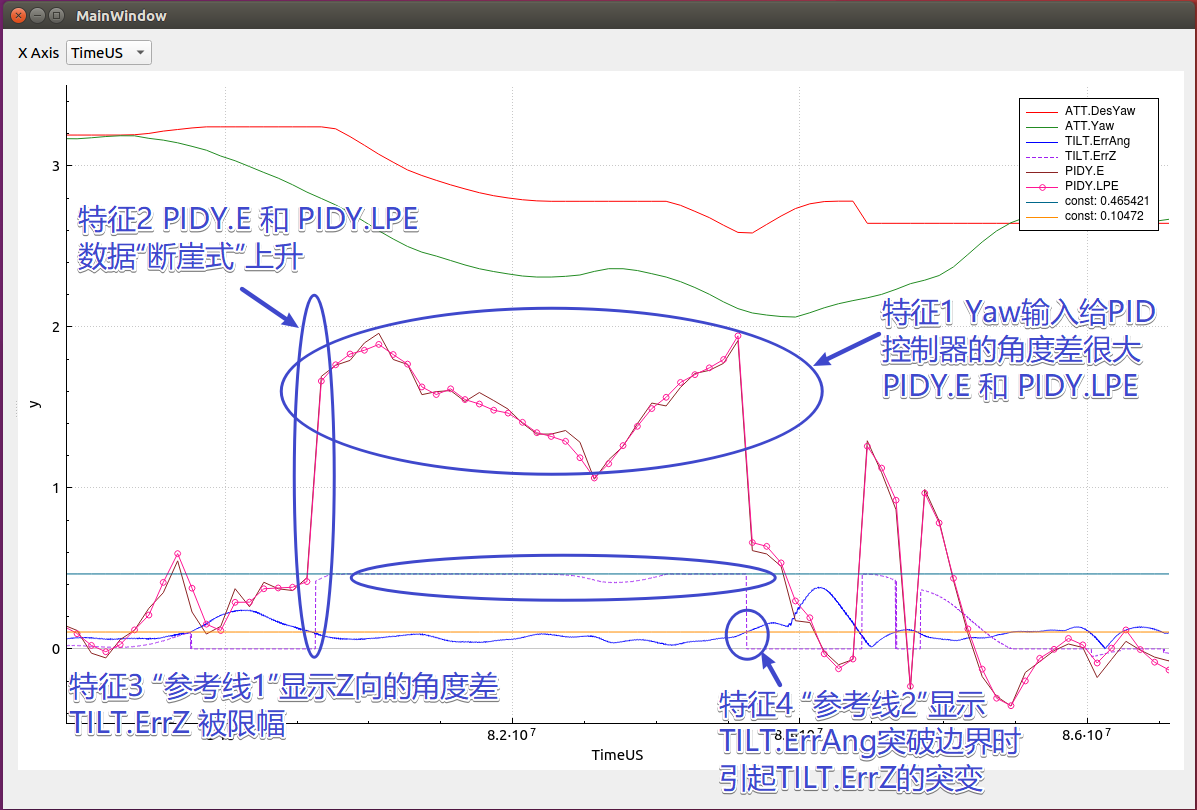 MainWindow
X Axis TimeUS
ATT.DesYaw
ATT.Yaw
TILT.ErrAng
TILT.ErrZ
PIDY.E
PIDY.LPE
const: 0.465421
const: 0.10472
3
2
1
0
y
特征2 PIDY.E 和 PIDY.LPE
数据“断崖式”上升
特征1 Yaw输入给PID
控制器的角度差很大
PIDY.E 和 PIDY.LPE
特征3 “参考线1”显示Z向的角度差
TILT.ErrZ 被限幅
特征4 “参考线2”显示
TILT.ErrAng突破边界时
引起TILT.ErrZ的突变
8.2·10⁷
8.6·10⁷
TimeUS